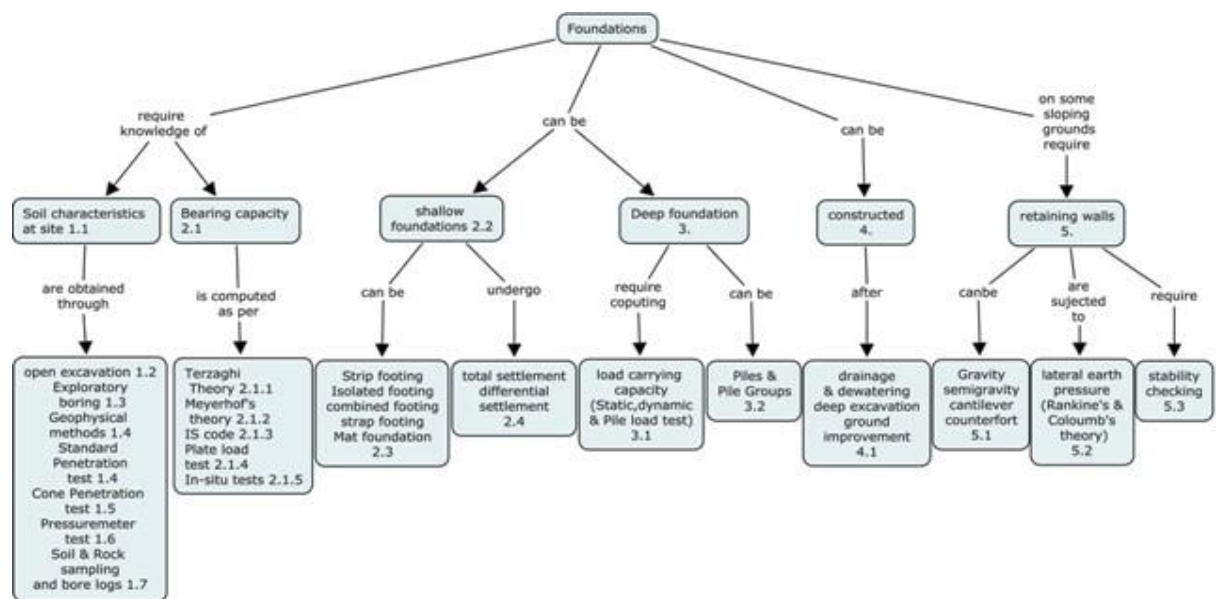 Foundations
require
knowledge of
can be
can be
on some
sloping
grounds
require
Soil characteristics
at site 1.1
Bearing capacity
2.1
shallow
foundations 2.2
Deep foundation
3.
constructed
4.
retaining walls
5.
are obtained
through
is computed
as per
can be
undergo
require
coputing
can be
after
canbe
are
sujected
to
require
open excavation 1.2
Exploratory
boring 1.3
Geophysical
methods 1.4
Standard
Penetration
test 1.4
Cone Penetration
test 1.5
Pressuremeter
test 1.6
Soil & Rock
sampling
and bore logs 1.7
Terzaghi
Theory 2.1.1
Meyerhof's
theory 2.1.2
IS code 2.1.3
Plate load
test 2.1.4
In-situ tests 2.1.5
Strip footing
Isolated footing
combined footing
strap footing
Mat foundation
2.3
total settlement
differential
settlement
2.4
load carrying
capacity
(Static,dynamic
& Pile load test)
3.1
Piles &
Pile Groups
3.2
drainage
& dewatering
deep excavation
ground
improvement
4.1
Gravity
semigravity
cantilever
counterfort
5.1
lateral earth
pressure
(Rankine's &
Coloumb's
theory)
5.2
stability
checking
5.3